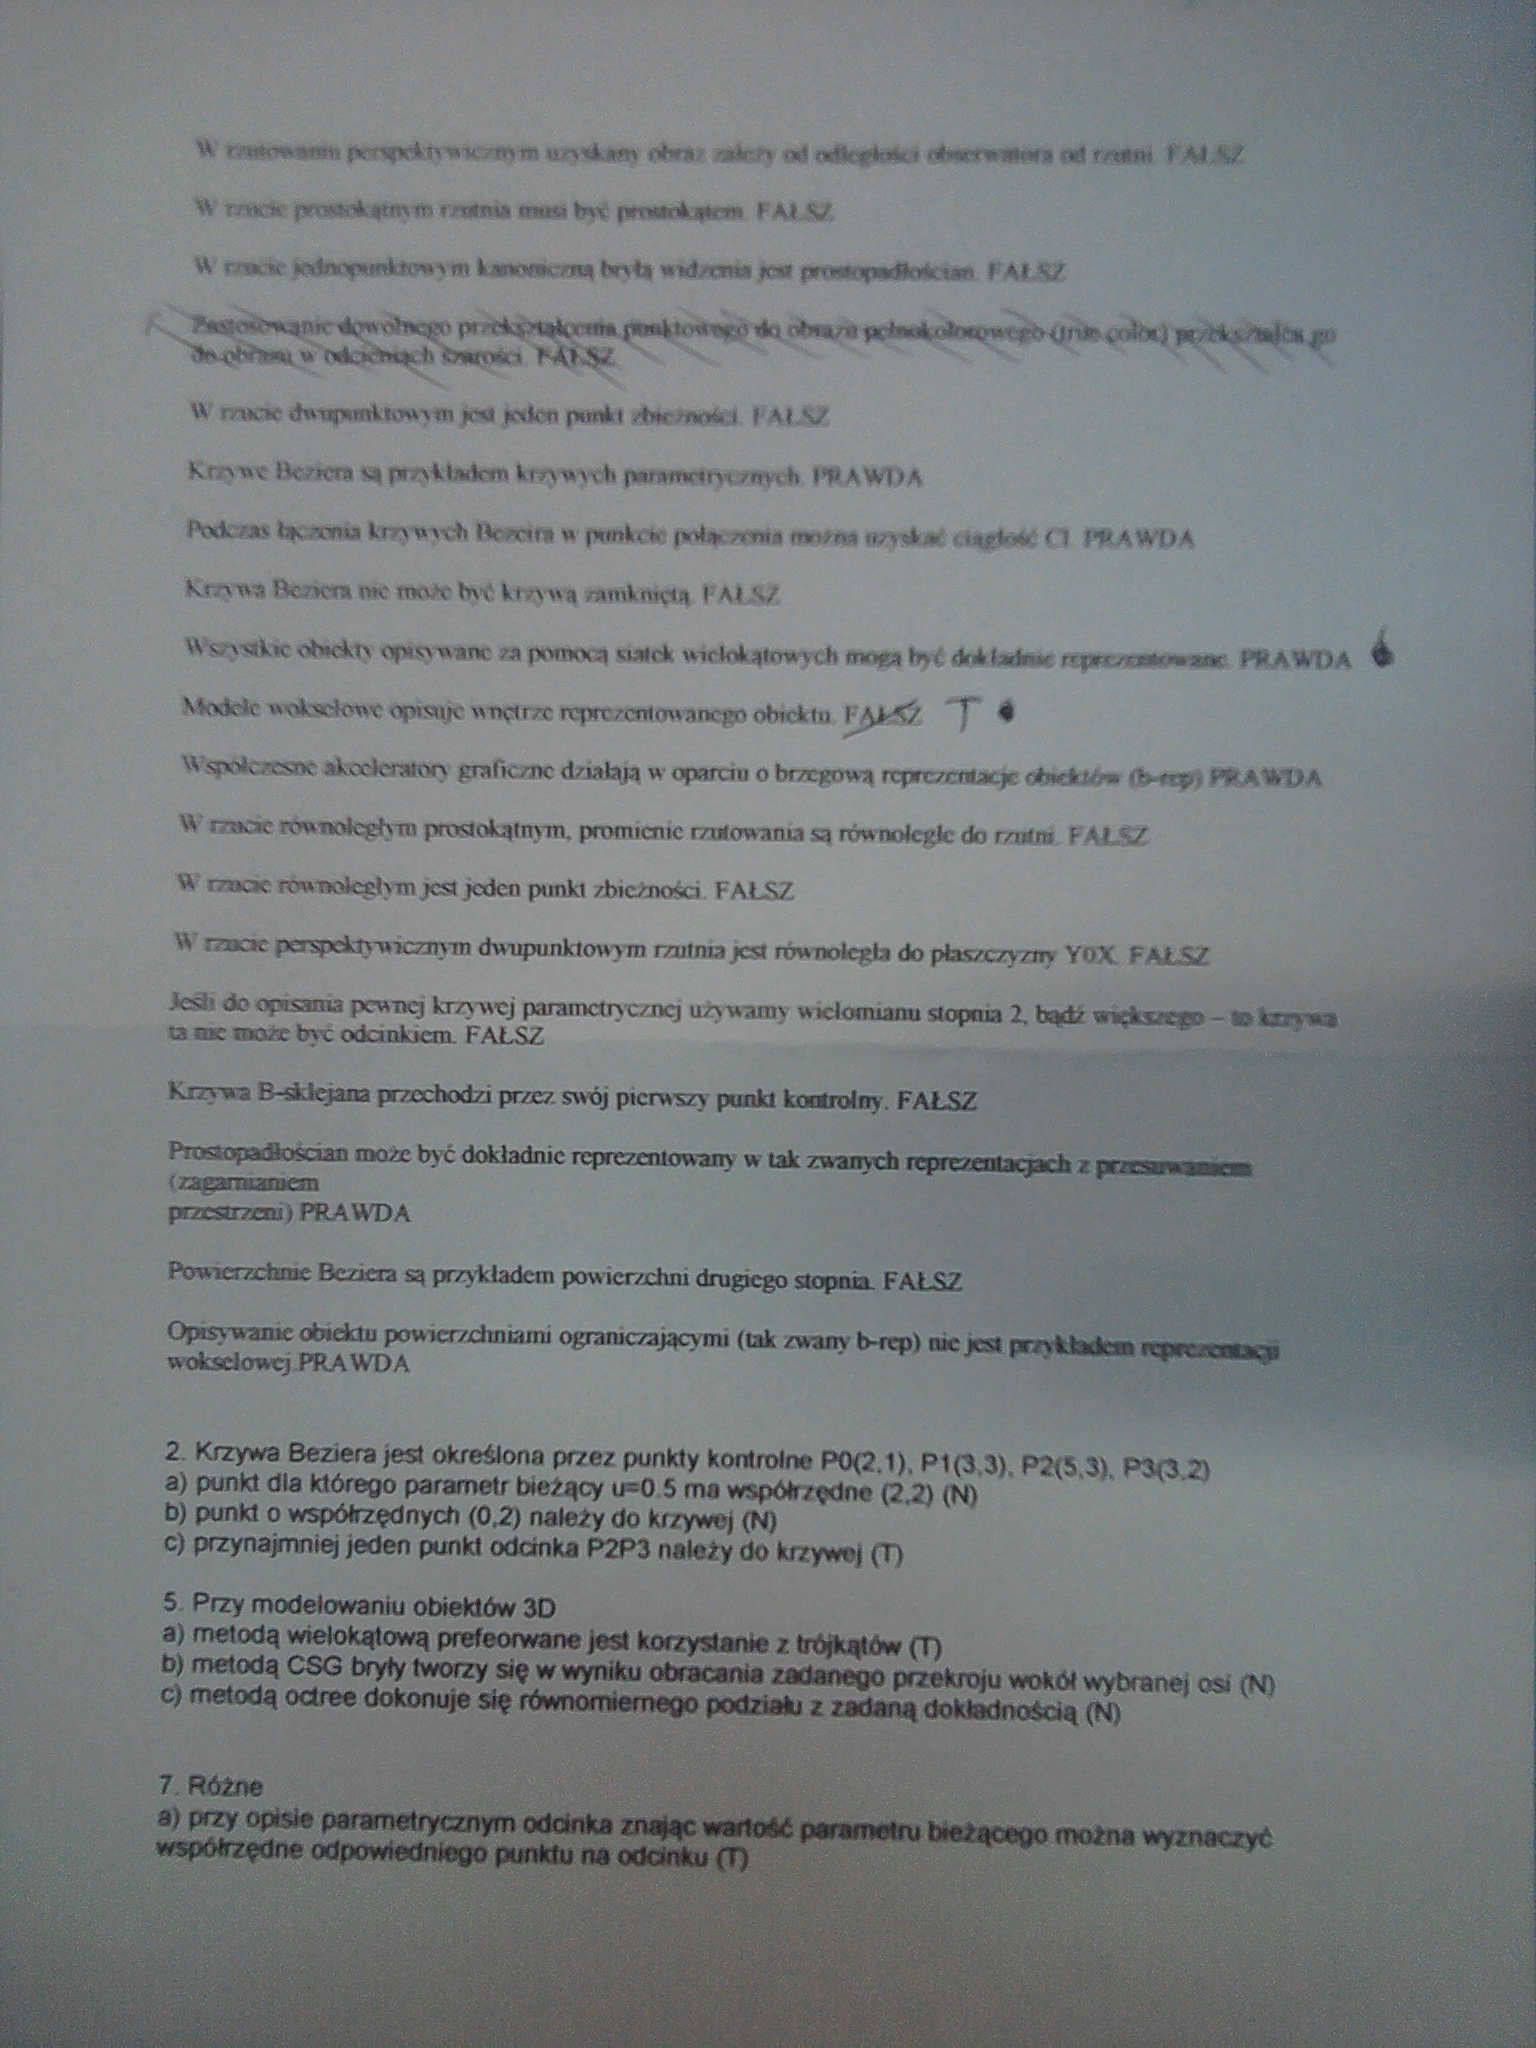 W rzutowaniu perspektywicznym uzyskany obraz zależy od odległości obserwatora od rzutni. FAŁSZ
W rzucie prostokątnym rzutnia musi być prostokątem. FAŁSZ
W rzucie jednopunktowym kanoniczną bryłą widzenia jest prostopadłościan. FAŁSZ
Zastosowanie dowolnego przekształcenia punktowego do obrazu pełnokolorowego (true color) przekształca go
do obrazu w odcieniach szarości. FAŁSZ
W rzucie dwupunktowym jest jeden punkt zbieżności. FAŁSZ
Krzywe Beziera są przykładem krzywych parametrycznych. PRAWDA
Podczas łączenia krzywych Bezeira w punkcie połączenia można uzyskać ciągłość C1. PRAWDA
Krzywa Beziera nie może być krzywą zamkniętą. FAŁSZ
Wszystkie obiekty opisywane za pomocą siatek wielokątowych mogą być dokładnie reprezentowane. PRAWDA
Modele wokselowe opisuje wnętrze reprezentowanego obiektu. FAŁSZ T
Współczesne akceleratory graficzne działają w oparciu o brzegową reprezentacje obiektów (b-rep) PRAWDA
W rzucie równoległym prostokątnym, promienie rzutowania są równoległe do rzutni. FAŁSZ
W rzucie równoległym jest jeden punkt zbieżności. FAŁSZ
W rzucie perspektywicznym dwupunktowym rzutnia jest równoległa do płaszczyzny Y0X. FAŁSZ
Jeśli do opisania pewnej krzywej parametrycznej używamy wielomianu stopnia 2, bądź większego – to krzywa
ta nie może być odcinkiem. FAŁSZ
Krzywa B-sklejana przechodzi przez swój pierwszy punkt kontrolny. FAŁSZ
Prostopadłościan może być dokładnie reprezentowany w tak zwanych reprezentacjach z przesuwaniem
(zagarnianiem
przestrzeni) PRAWDA
Powierzchnie Beziera są przykładem powierzchni drugiego stopnia. FAŁSZ
Opisywanie obiektu powierzchniami ograniczającymi (tak zwany b-rep) nie jest przykładem reprezentacji
wokselowej.PRAWDA
2. Krzywa Beziera jest określona przez punkty kontrolne P0(2,1), P1(3,3), P2(5,3), P3(3,2)
a) punkt dla którego parametr bieżący u=0.5 ma współrzędne (2,2) (N)
b) punkt o współrzędnych (0,2) należy do krzywej (N)
c) przynajmniej jeden punkt odcinka P2P3 należy do krzywej (T)
5. Przy modelowaniu obiektów 3D
a) metodą wielokątową prefeorwane jest korzystanie z trójkątów (T)
b) metodą CSG bryły tworzy się w wyniku obracania zadanego przekroju wokół wybranej osi (N)
c) metodą octree dokonuje się równomiernego podziału z zadaną dokładnością (N)
7. Różne
a) przy opisie parametrycznym odcinka znając wartość parametru bieżącego można wyznaczyć
współrzędne odpowiedniego punktu na odcinku (T)